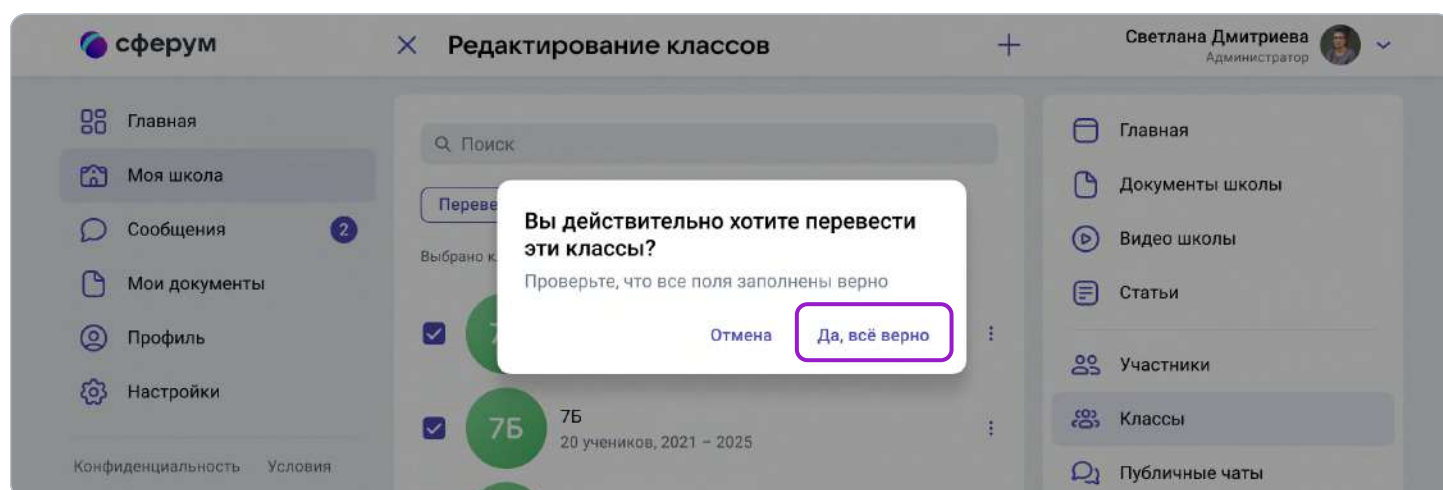 сферум
Редактирование классов
Светлана Дмитриева
Администратор
Главная
Моя школа
Сообщения 2
Мои документы
Профиль
Настройки
Конфиденциальность Условия
Поиск
Выбрано
Вы действительно хотите перевести
эти классы?
Проверьте, что все поля заполнены верно
Отмена Да, всё верно
7Б
7Б
20 учеников, 2021 – 2025
Главная
Документы школы
Видео школы
Статьи
Участники
Классы
Публичные чаты